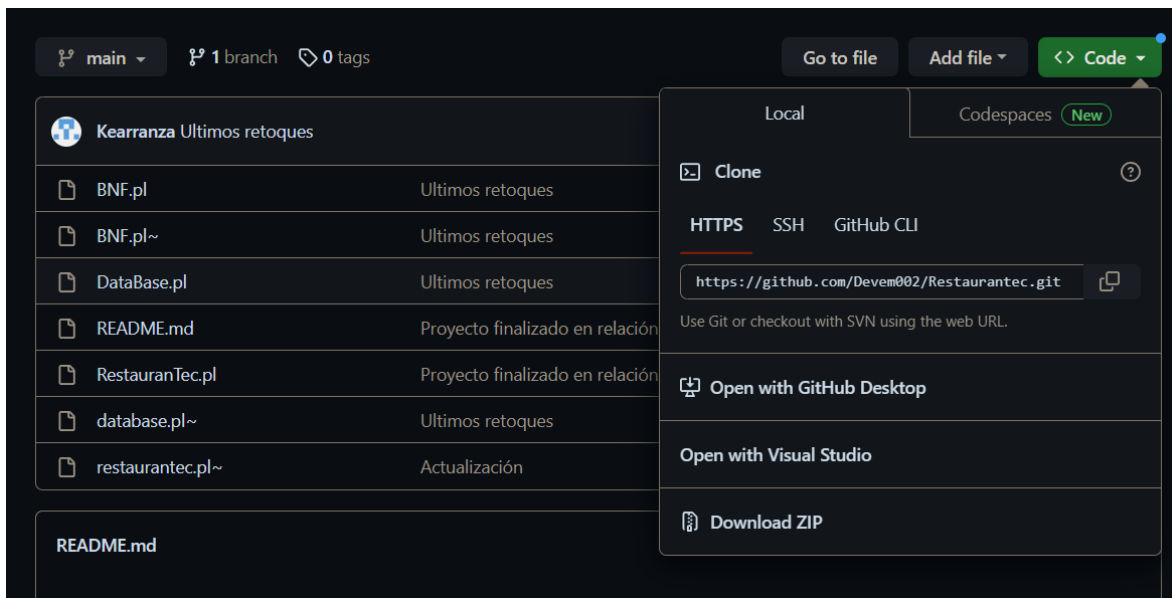 main 1 branch 0 tags Go to file Add file <> Code
Kearranza Ultimos retoques
BNF.pl Ultimos retoques
BNF.pl~ Ultimos retoques
DataBase.pl Ultimos retoques
README.md Proyecto finalizado en relación
RestauranTec.pl Proyecto finalizado en relación
database.pl~ Ultimos retoques
restaurantec.pl~ Actualización
README.md
Local Codespaces New
Clone
HTTPS SSH GitHub CLI
https://github.com/Devem002/Restaurantec.git
Use Git or checkout with SVN using the web URL.
Open with GitHub Desktop
Open with Visual Studio
Download ZIP